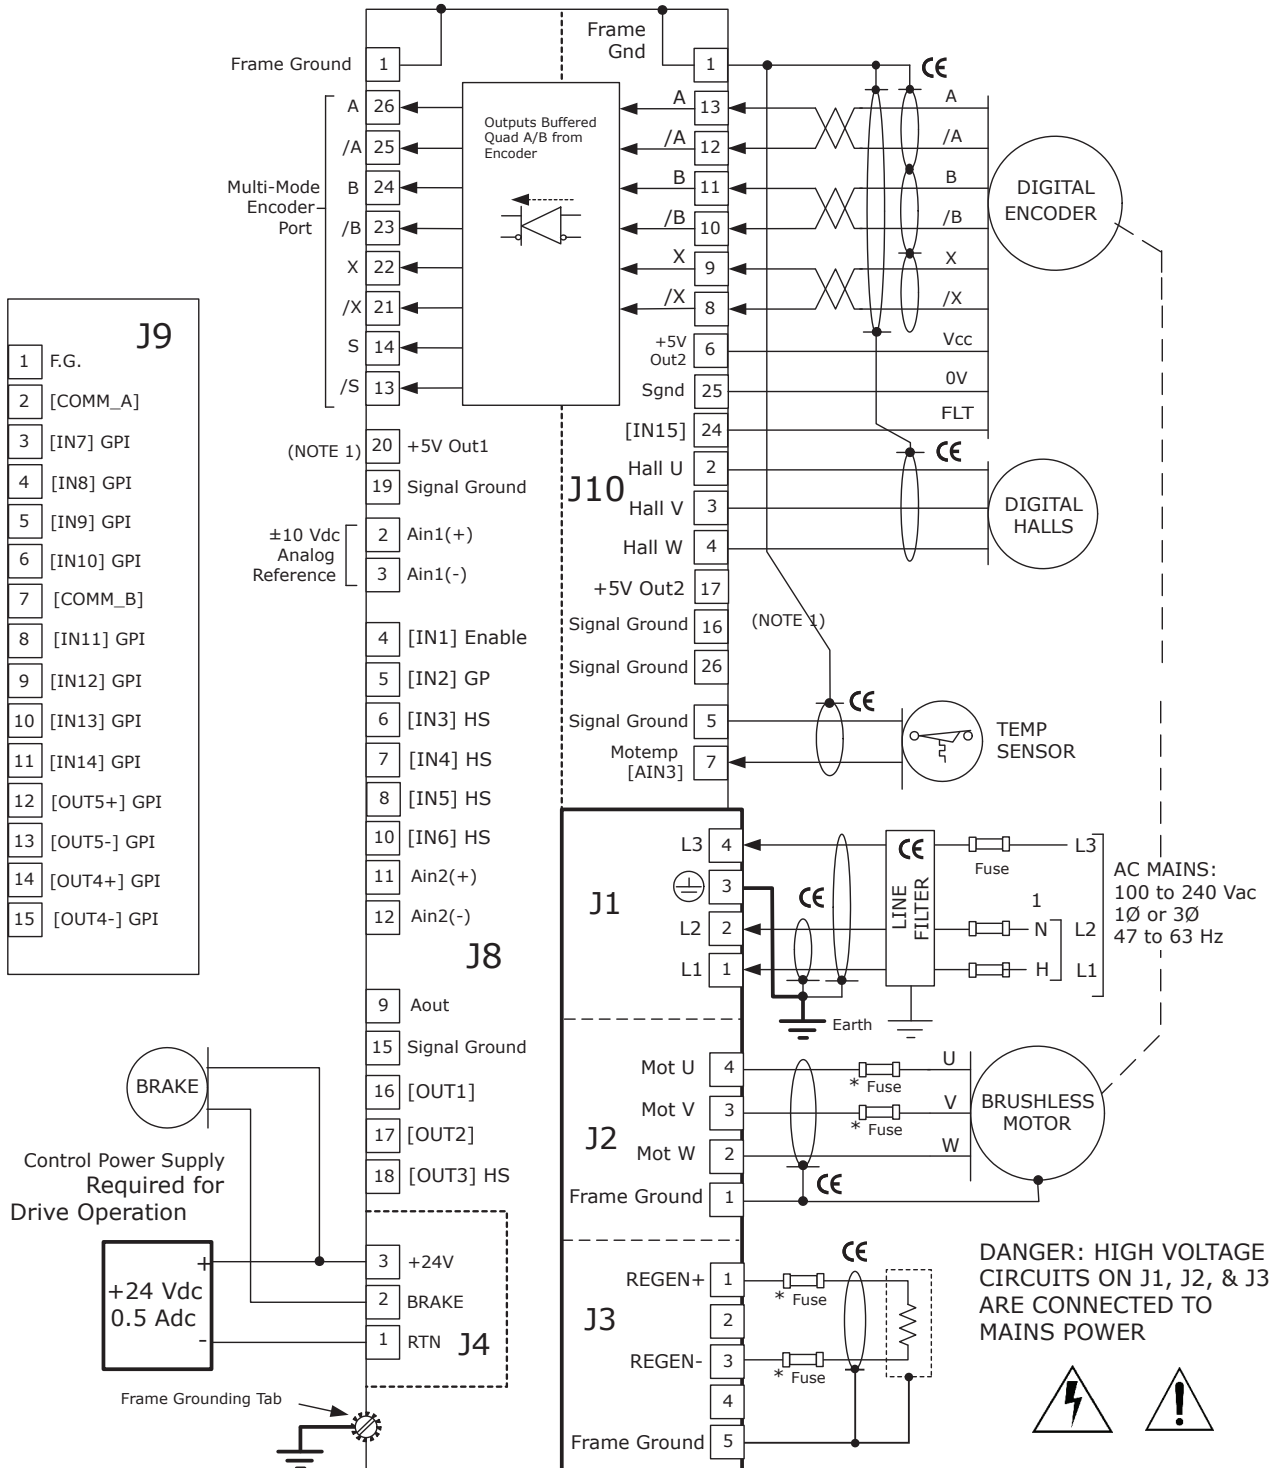 Frame
Gnd
Frame Ground 1
1
CE
A 26
/A 25
B 24
/B 23
X 22
/X 21
S 14
/S 13
Multi-Mode
Encoder
Port
Outputs Buffered
Quad A/B from
Encoder
A 13 A
/A 12 /A
B 11 B
/B 10 /B
X 9 X
/X 8 /X
+5V
Out2 6 Vcc
Sgnd 25 0V
[IN15] 24 FLT
DIGITAL
ENCODER
J9
1 F.G.
2 [COMM_A]
3 [IN7] GPI
4 [IN8] GPI
5 [IN9] GPI
6 [IN10] GPI
7 [COMM_B]
8 [IN11] GPI
9 [IN12] GPI
10 [IN13] GPI
11 [IN14] GPI
12 [OUT5+] GPI
13 [OUT5-] GPI
14 [OUT4+] GPI
15 [OUT4-] GPI
(NOTE 1) 20 +5V Out1
19 Signal Ground
±10 Vdc
Analog
Reference
2 Ain1(+)
3 Ain1(-)
4 [IN1] Enable
5 [IN2] GP
6 [IN3] HS
7 [IN4] HS
8 [IN5] HS
10 [IN6] HS
11 Ain2(+)
12 Ain2(-)
J8
9 Aout
15 Signal Ground
16 [OUT1]
17 [OUT2]
18 [OUT3] HS
J10
Hall U 2
Hall V 3
Hall W 4
CE
DIGITAL
HALLS
+5V Out2 17
Signal Ground 16
(NOTE 1)
Signal Ground 26
CE
Signal Ground 5
Motemp
[AIN3] 7
TEMP
SENSOR
J1
L3 4
3
L2 2
L1 1
CE
Earth
CE
LINE
FILTER
Fuse
L3
1
N L2
H L1
AC MAINS:
100 to 240 Vac
1Ø or 3Ø
47 to 63 Hz
J2
Mot U 4
Mot V 3
Mot W 2
Frame Ground 1
* Fuse
* Fuse
U
V
W
CE
BRUSHLESS
MOTOR
BRAKE
Control Power Supply
Required for
Drive Operation
+
+24 Vdc
0.5 Adc
-
3 +24V
2 BRAKE
1 RTN
J4
Frame Grounding Tab
J3
REGEN+ 1
2
REGEN- 3
4
Frame Ground 5
* Fuse
* Fuse
CE
DANGER: HIGH VOLTAGE
CIRCUITS ON J1, J2, & J3
ARE CONNECTED TO
MAINS POWER